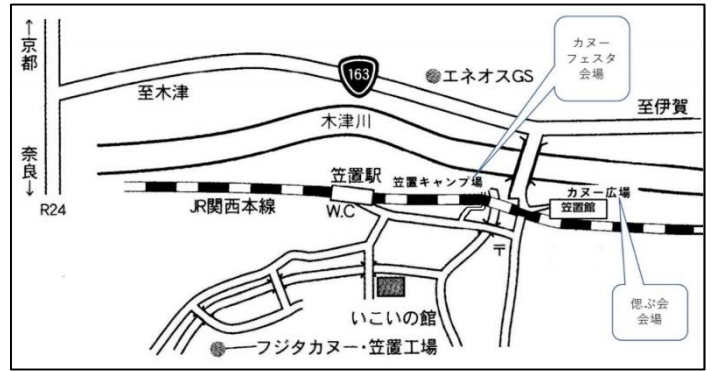 ↑京都
奈良↓
R24
至木津
163
エネオスGS
カヌー
フェスタ
会場
至伊賀
木津川
笠置駅
W.C
JR関西本線
笠置キャンプ場
カヌー広場
笠置館
〒
いこいの館
フジタカヌー・笠置工場
偲ぶ会
会場